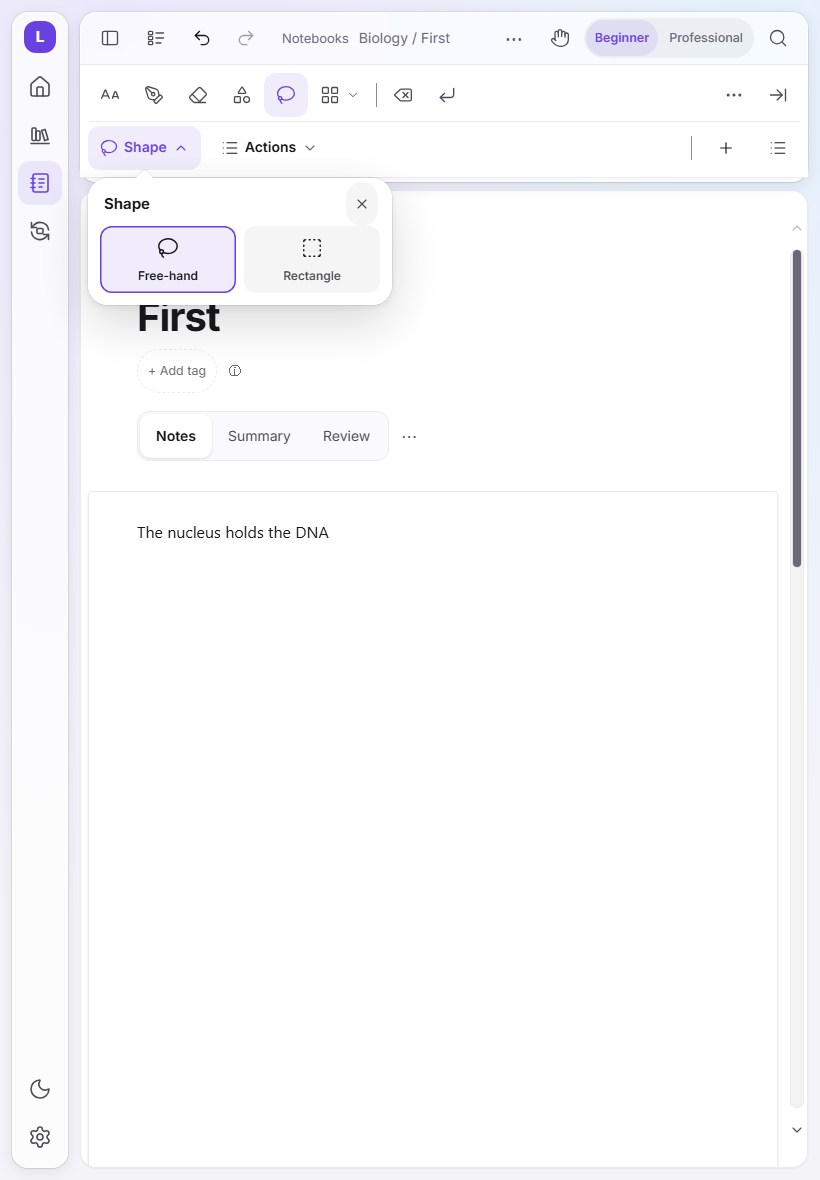 L
Notebooks Biology / First
Beginner Professional
AA
Shape Actions
Shape
Free-hand Rectangle
First
+ Add tag
Notes Summary Review
The nucleus holds the DNA